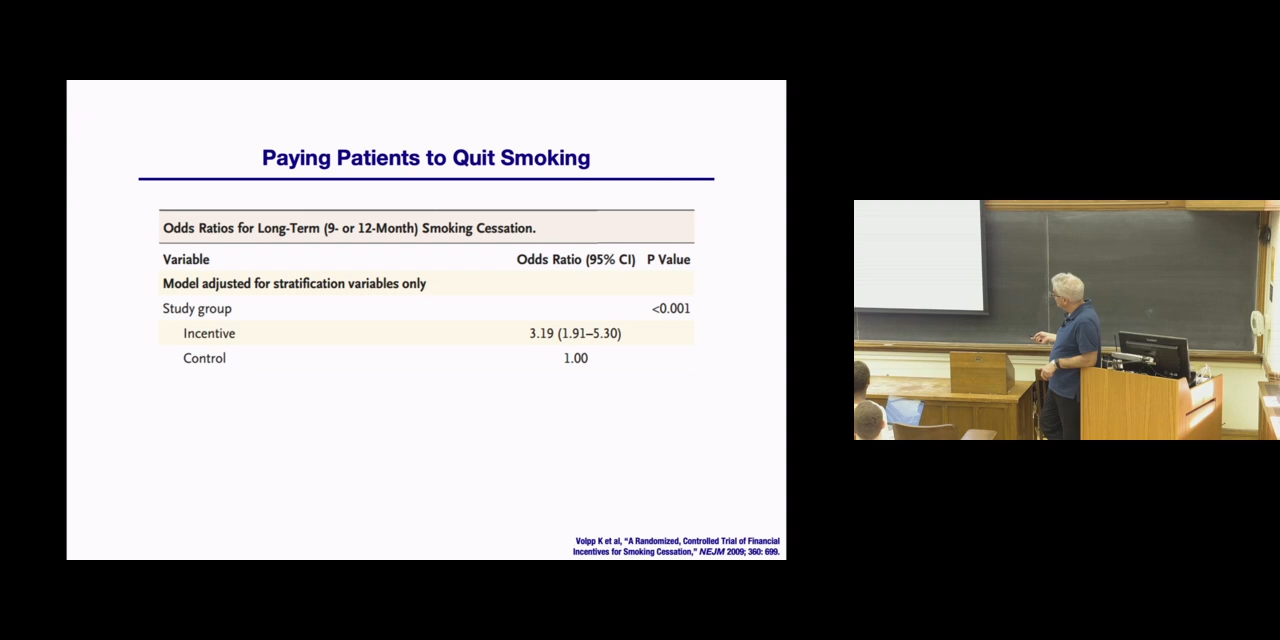 Paying Patients to Quit Smoking
Odds Ratios for Long-Term (9- or 12-Month) Smoking Cessation.
Variable Odds Ratio (95% CI) P Value
Model adjusted for stratification variables only
Study group <0.001
Incentive 3.19 (1.91–5.30)
Control 1.00
Volpp K et al, “A Randomized, Controlled Trial of Financial
Incentives for Smoking Cessation,” NEJM 2009; 360: 699.